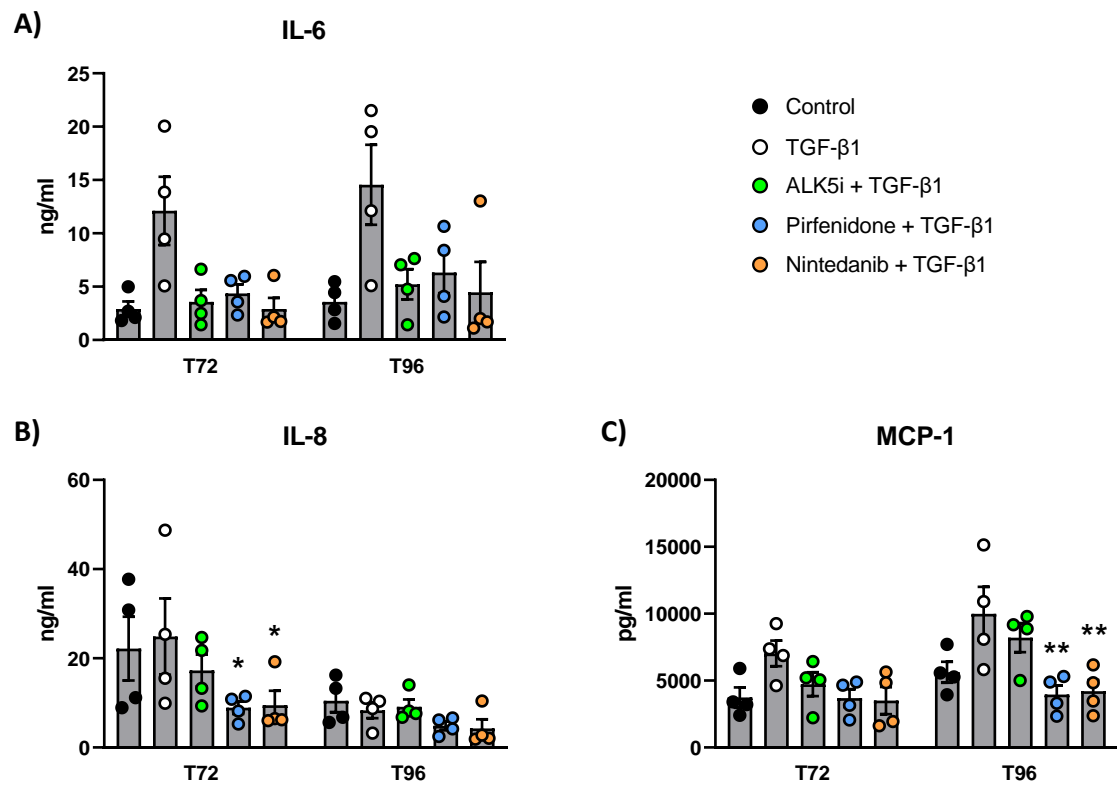 A)
IL-6
25
20
15
10
5
0
ng/ml
T72
T96
Control
TGF-β1
ALK5i + TGF-β1
Pirfenidone + TGF-β1
Nintedanib + TGF-β1
B)
IL-8
60
40
20
0
ng/ml
*
*
T72
T96
C)
MCP-1
20000
15000
10000
5000
0
pg/ml
**
**
T72
T96